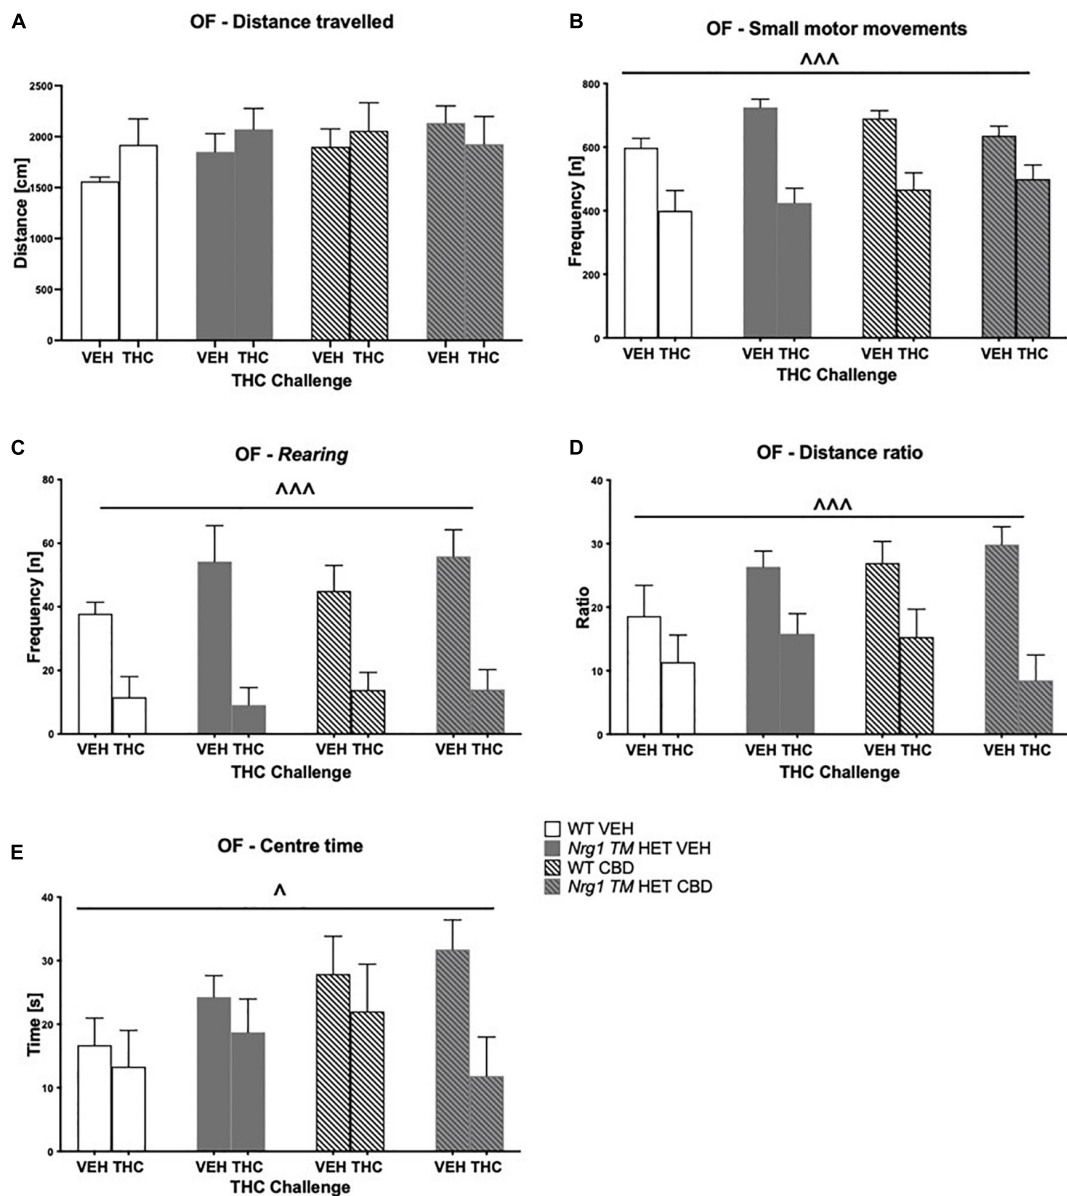 A
OF - Distance travelled
2500
2000
1500
1000
500
0
Distance [cm]
VEH THC VEH THC VEH THC VEH THC
THC Challenge
B
OF - Small motor movements
^^^
800
600
400
200
0
Frequency [n]
VEH THC VEH THC VEH THC VEH THC
THC Challenge
C
OF - Rearing
^^^
80
60
40
20
0
Frequency [n]
VEH THC VEH THC VEH THC VEH THC
THC Challenge
D
OF - Distance ratio
^^^
40
30
20
10
0
Ratio
VEH THC VEH THC VEH THC VEH THC
THC Challenge
E
OF - Centre time
^
40
30
20
10
0
Time [s]
VEH THC VEH THC VEH THC VEH THC
THC Challenge
WT VEH
Nrg1 TM HET VEH
WT CBD
Nrg1 TM HET CBD